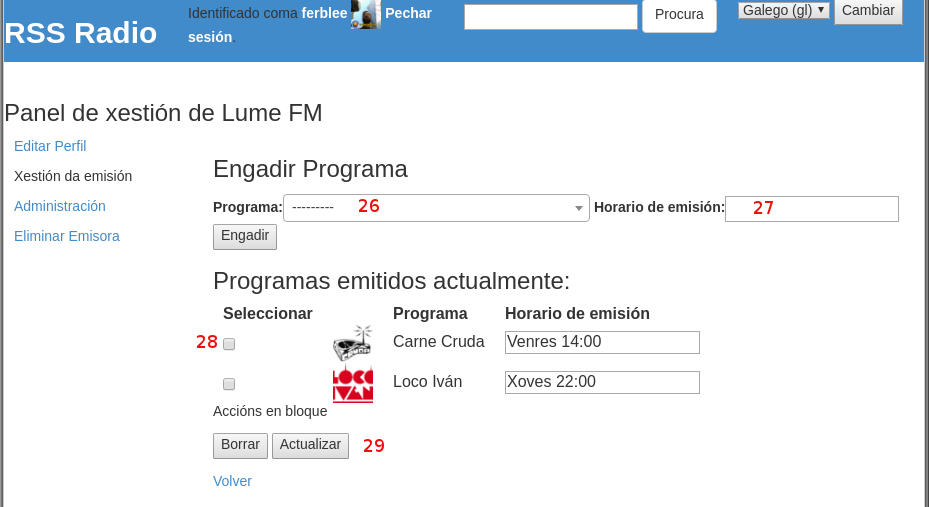 RSS Radio
Identificado coma ferblee Pechar
sesión.
Procura
Galego (gl)
Cambiar
Panel de xestión de Lume FM
Editar Perfil
Xestión da emisión
Administración
Eliminar Emisora
Engadir Programa
Programa: --------- 26 Horario de emisión: 27
Engadir
Programas emitidos actualmente:
Seleccionar Programa Horario de emisión
28 Carne Cruda Venres 14:00
LOCO
IVAN
Loco Iván Xoves 22:00
Accións en bloque
Borrar Actualizar 29
Volver